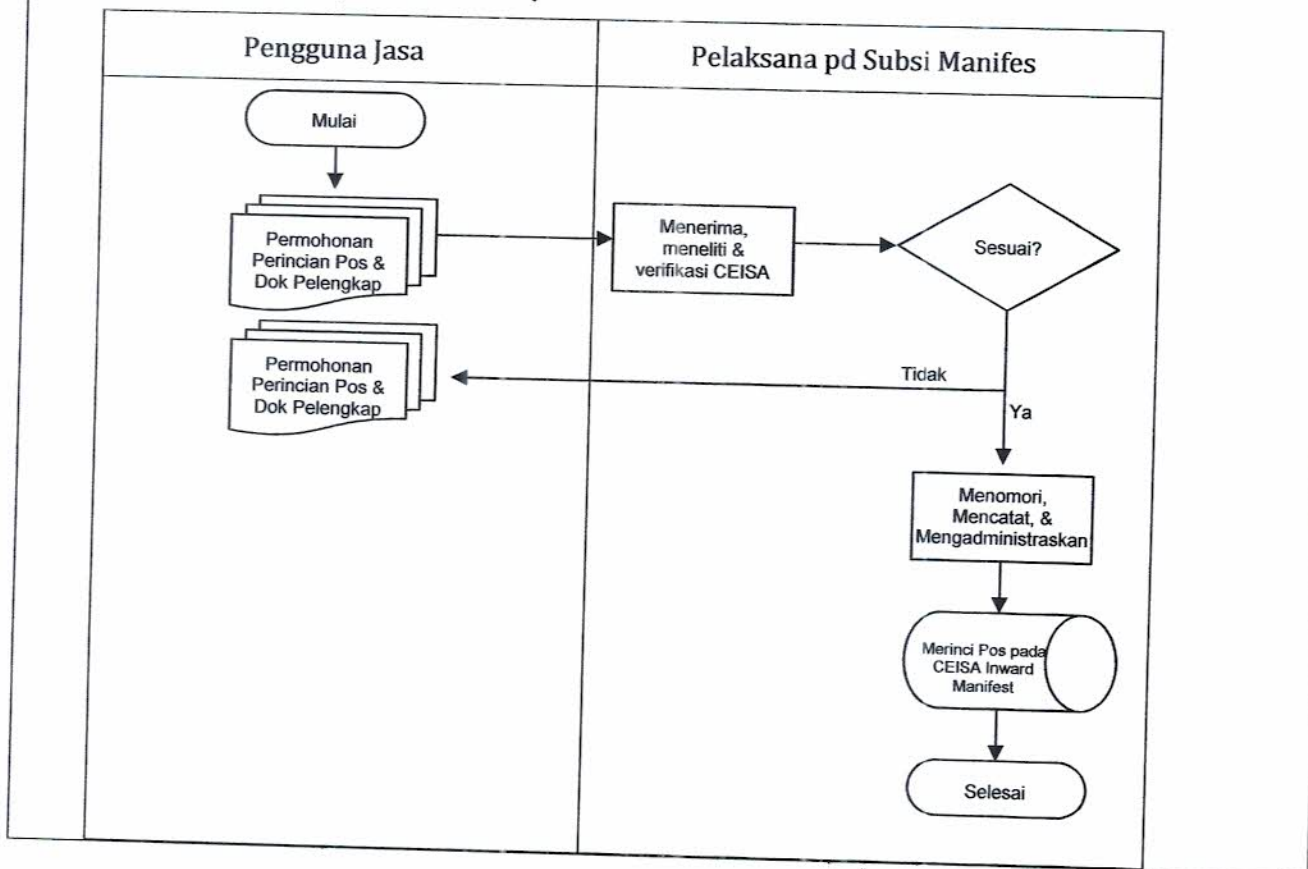 Pengguna Jasa
Pelaksana pd Subsi Manifes
Mulai
Permohonan
Perincian Pos &
Dok Pelengkap
Menerima,
meneliti &
verifikasi CEISA
Sesuai?
Permohonan
Perincian Pos &
Dok Pelengkap
Tidak
Ya
Menomori,
Mencatat, &
Mengadministraskan
Merinci Pos pada
CEISA Inward
Manifest
Selesai